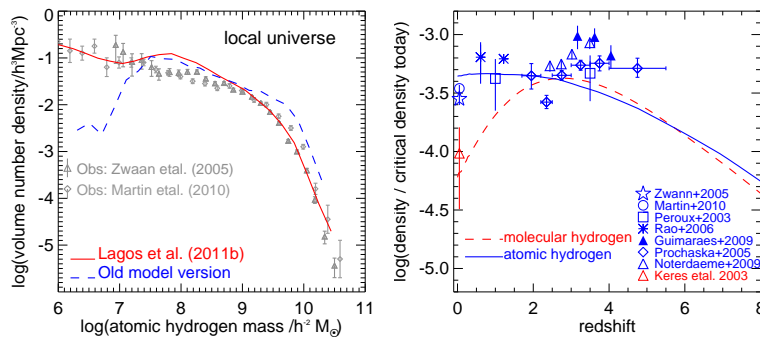 local universe
log(volume number density/h³Mpc⁻³)
0
-1
-2
-3
-4
-5
Obs: Zwaan etal. (2005)
Obs: Martin etal. (2010)
Lagos et al. (2011b)
Old model version
6 7 8 9 10 11
log(atomic hydrogen mass /h⁻² M☉)
log(density / critical density today)
-3.0
-3.5
-4.0
-4.5
-5.0
Zwann+2005
Martin+2010
Peroux+2003
Rao+2006
Guimaraes+2009
Prochaska+2005
Noterdaeme+2009
Keres etal. 2003
molecular hydrogen
atomic hydrogen
0 2 4 6 8
redshift